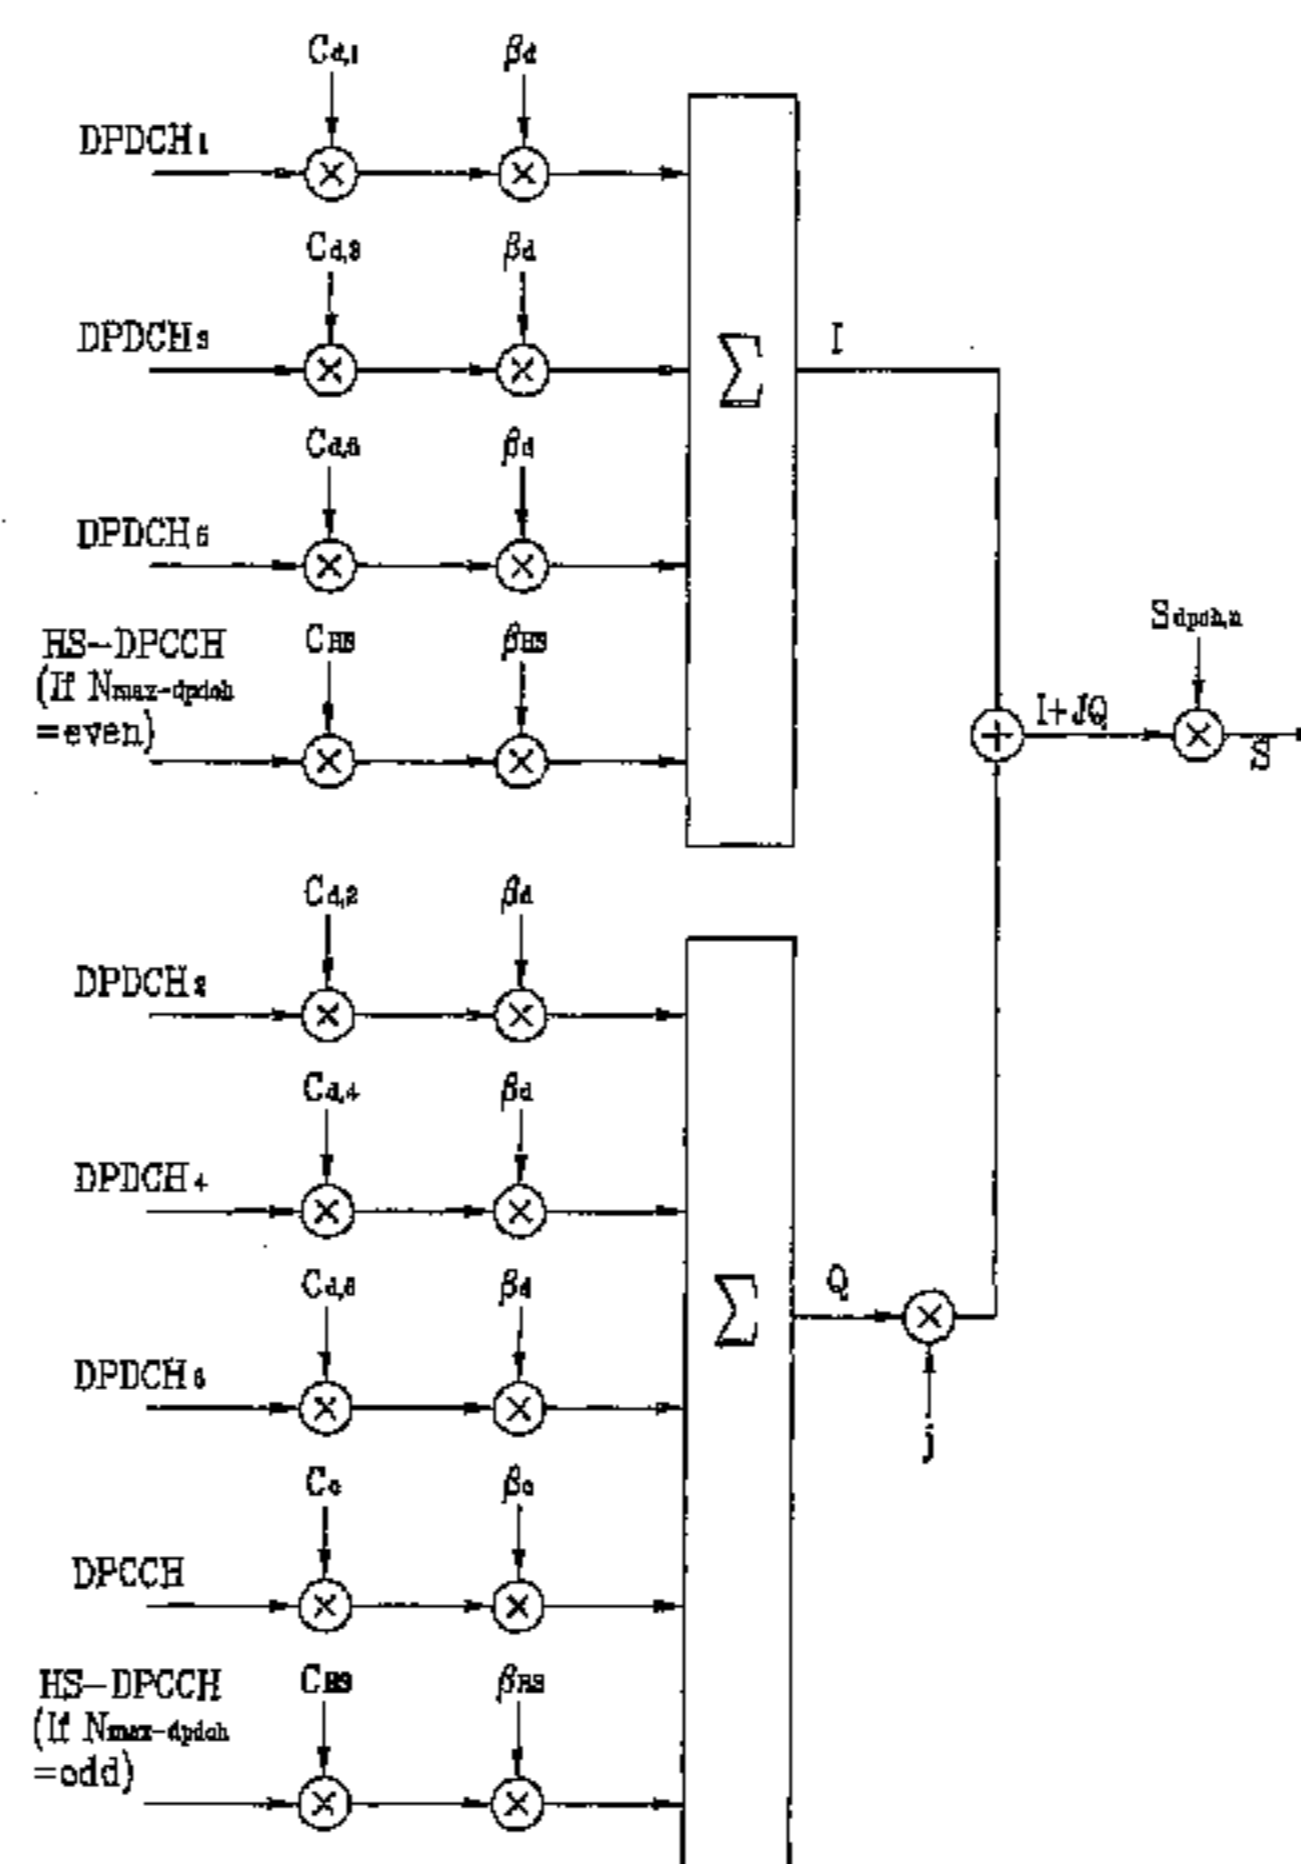 Cd,1 βd
DPDCH1
Cd,3 βd
DPDCH3
Σ I
Cd,5 βd
DPDCH5
CHS βHS
HS-DPCCH
(If Nmax-dpdch
=even)
Sdpch,n
I+JQ
S
Cd,2 βd
DPDCH2
Cd,4 βd
DPDCH4
Cd,6 βd
Σ Q
DPDCH6
j
Cc βc
DPCCH
CHS βHS
HS-DPCCH
(If Nmax-dpdch
=odd)